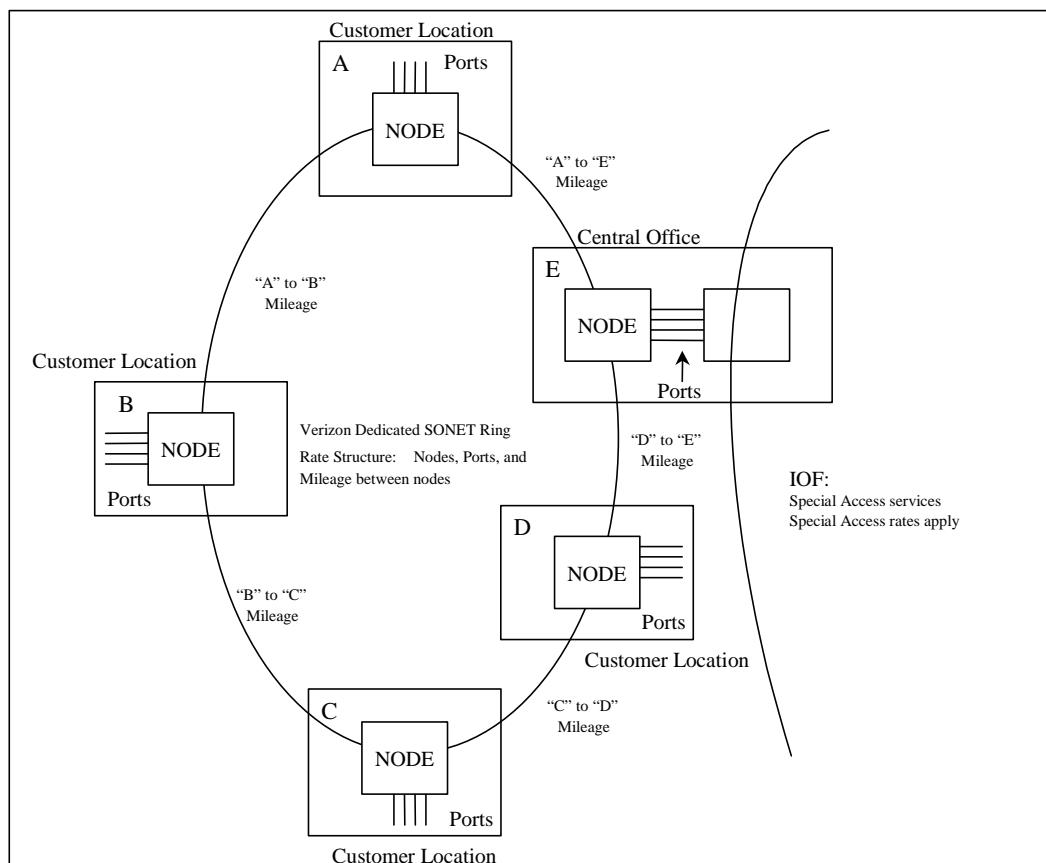 Customer Location
A
Ports
NODE
“A” to “E”
Mileage
Central Office
E
NODE
Ports
“A” to “B”
Mileage
Customer Location
B
NODE
Ports
Verizon Dedicated SONET Ring
Rate Structure: Nodes, Ports, and
Mileage between nodes
“D” to “E”
Mileage
IOF:
Special Access services
Special Access rates apply
D
NODE
Ports
Customer Location
“B” to “C”
Mileage
“C” to “D”
Mileage
C
NODE
Ports
Customer Location